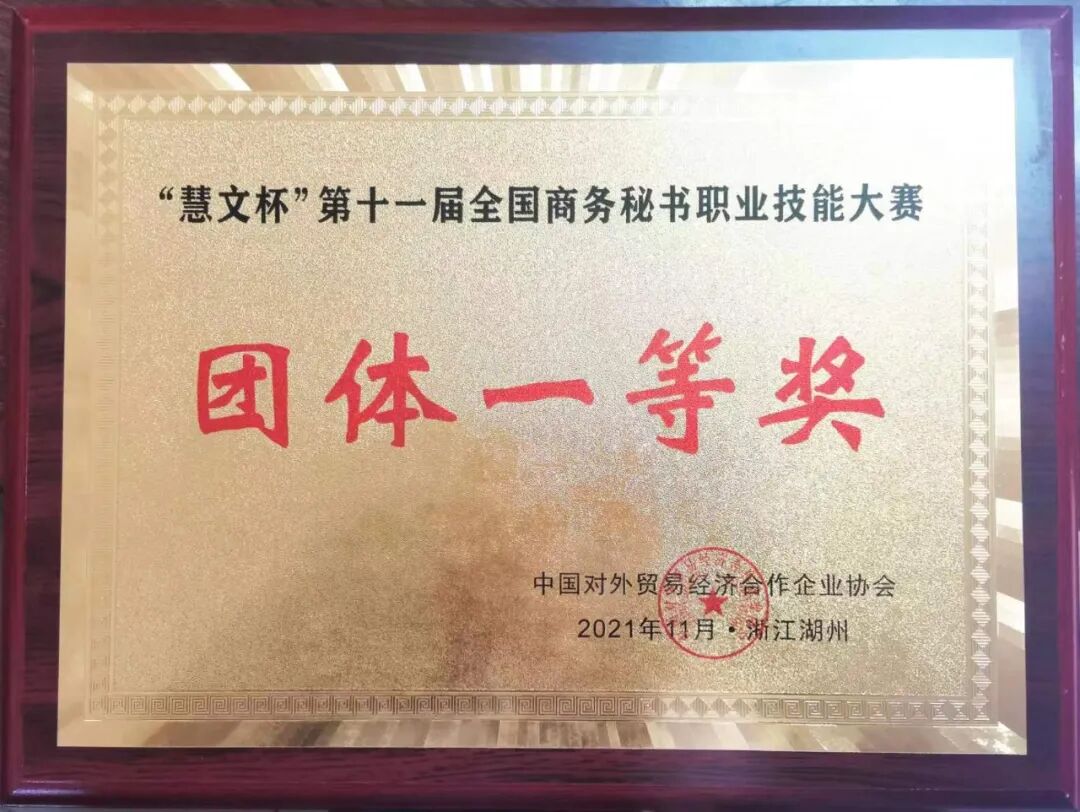 “慧文杯”第十一届全国商务秘书职业技能大赛
团体一等奖
中国对外贸易经济合作企业协会
2021年11月·浙江湖州